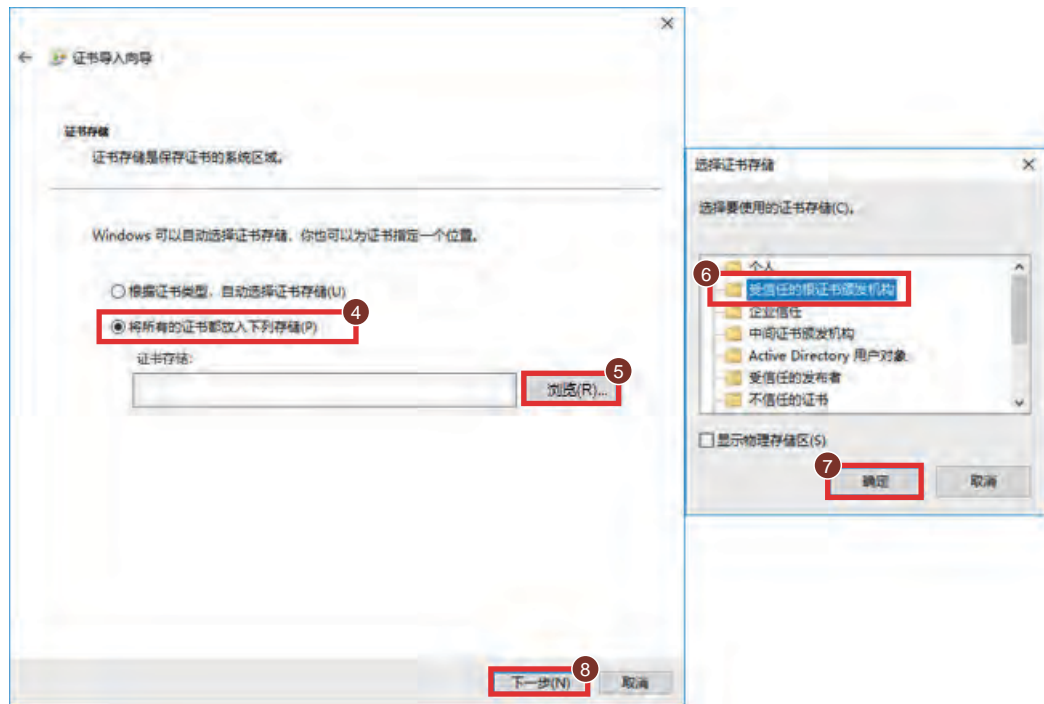 证书导入向导
证书存储
证书存储是保存证书的系统区域。
Windows 可以自动选择证书存储，你也可以为证书指定一个位置。
根据证书类型，自动选择证书存储(U)
4
将所有的证书都放入下列存储(P)
证书存储:
5
浏览(R)...
8
下一步(N)
取消
选择证书存储
选择要使用的证书存储(C)。
个人
6
受信任的根证书颁发机构
企业信任
中间证书颁发机构
Active Directory 用户对象
受信任的发布者
不信任的证书
显示物理存储区(S)
7
确定
取消